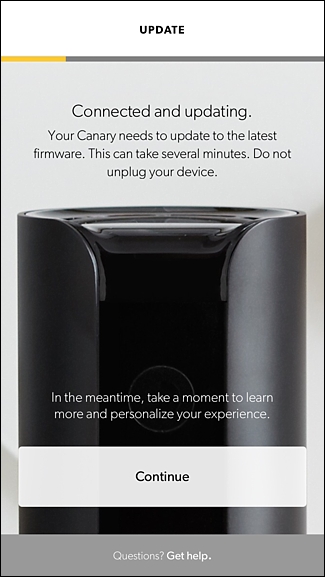 UPDATE
Connected and updating.
Your Canary needs to update to the latest
firmware. This can take several minutes. Do not
unplug your device.
In the meantime, take a moment to learn
more and personalize your experience.
Continue
Questions? Get help.